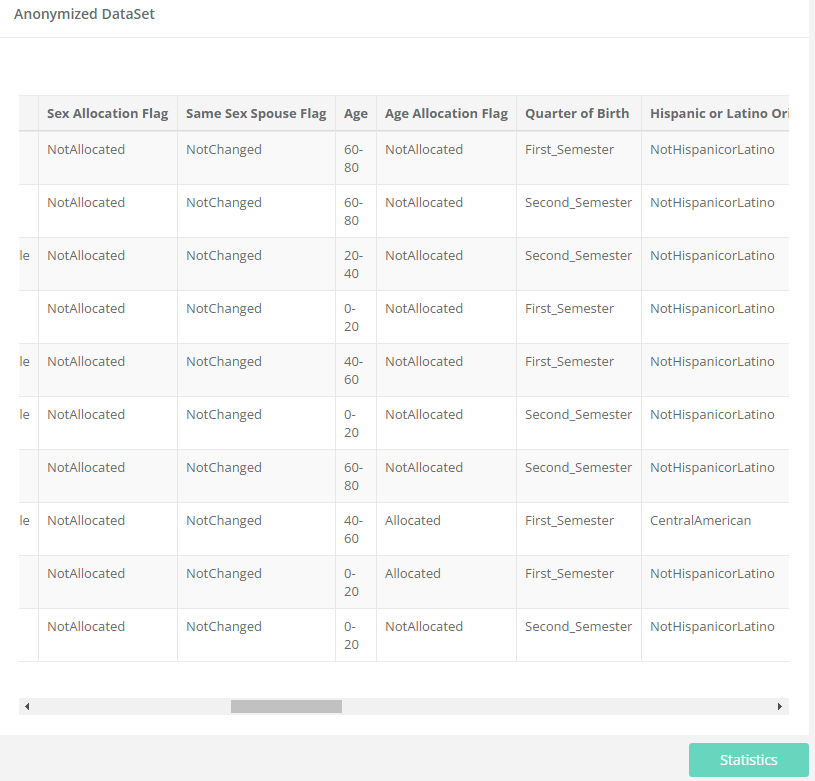 Anonymized DataSet
Sex Allocation Flag Same Sex Spouse Flag Age Age Allocation Flag Quarter of Birth Hispanic or Latino Ori
NotAllocated NotChanged 60- NotAllocated First_Semester NotHispanicorLatino
80
NotAllocated NotChanged 60- NotAllocated Second_Semester NotHispanicorLatino
80
le NotAllocated NotChanged 20- NotAllocated Second_Semester NotHispanicorLatino
40
NotAllocated NotChanged 0- NotAllocated First_Semester NotHispanicorLatino
20
le NotAllocated NotChanged 40- NotAllocated First_Semester NotHispanicorLatino
60
le NotAllocated NotChanged 0- NotAllocated Second_Semester NotHispanicorLatino
20
NotAllocated NotChanged 60- NotAllocated Second_Semester NotHispanicorLatino
80
le NotAllocated NotChanged 40- Allocated First_Semester CentralAmerican
60
NotAllocated NotChanged 0- Allocated First_Semester NotHispanicorLatino
20
NotAllocated NotChanged 0- NotAllocated Second_Semester NotHispanicorLatino
20
Statistics